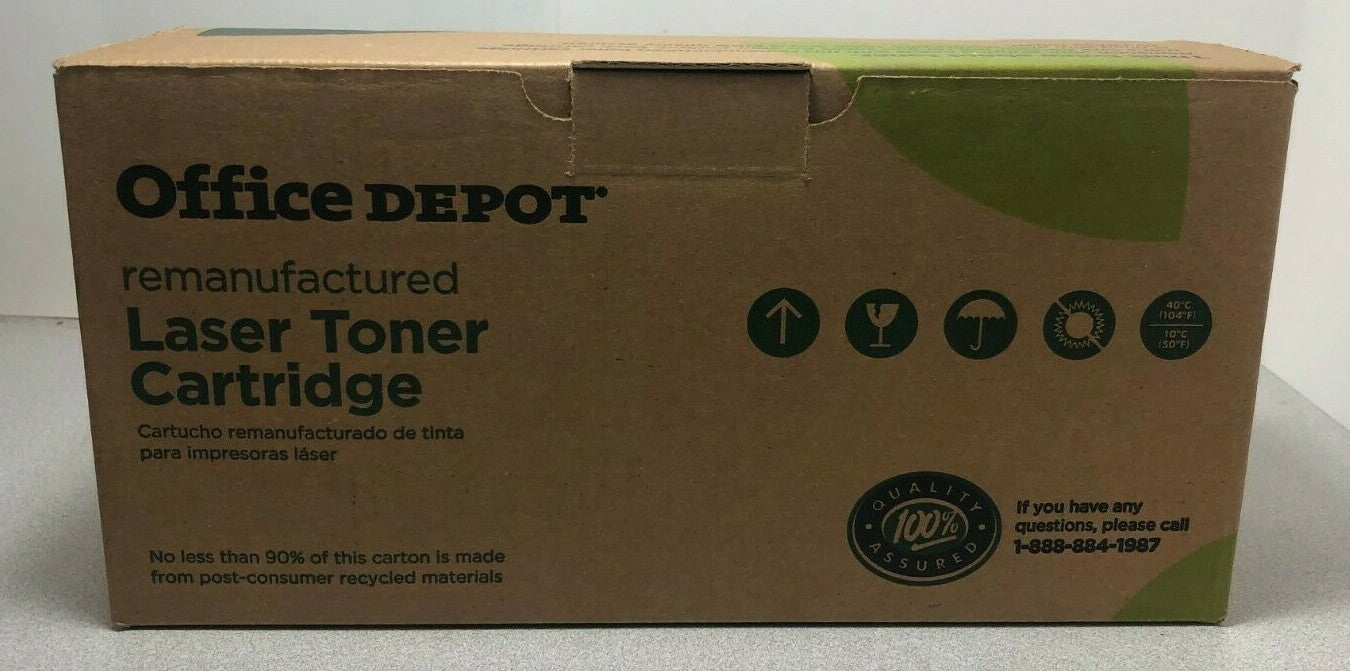 Office DEPOT
remanufactured
Laser Toner
Cartridge
Cartucho remanufacturado de tinta
para impresoras láser
No less than 90% of this carton is made
from post-consumer recycled materials
40°C
(104°F)
10°C
(50°F)
QUALITY
100%
ASSURED
If you have any
questions, please call
1-888-884-1987